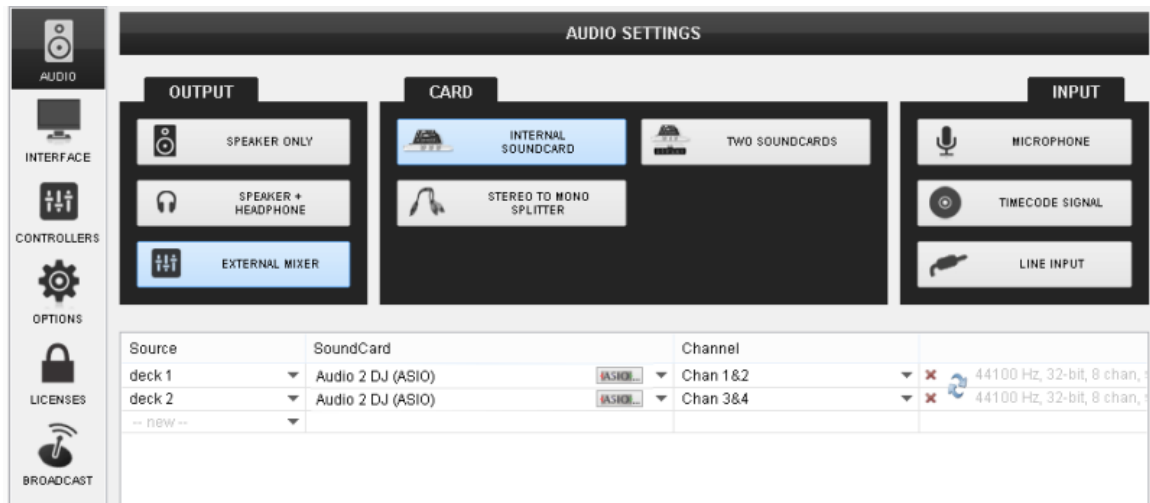 AUDIO SETTINGS
AUDIO
INTERFACE
CONTROLLERS
OPTIONS
LICENSES
BROADCAST
OUTPUT
SPEAKER ONLY
SPEAKER +
HEADPHONE
EXTERNAL MIXER
CARD
INTERNAL
SOUNDCARD
TWO SOUNDCARDS
STEREO TO MONO
SPLITTER
INPUT
MICROPHONE
TIMECODE SIGNAL
LINE INPUT
Source SoundCard Channel
deck 1 Audio 2 DJ (ASIO) ASIO... Chan 1&2 44100 Hz, 32-bit, 8 chan,
deck 2 Audio 2 DJ (ASIO) ASIO... Chan 3&4 44100 Hz, 32-bit, 8 chan,
-- new --